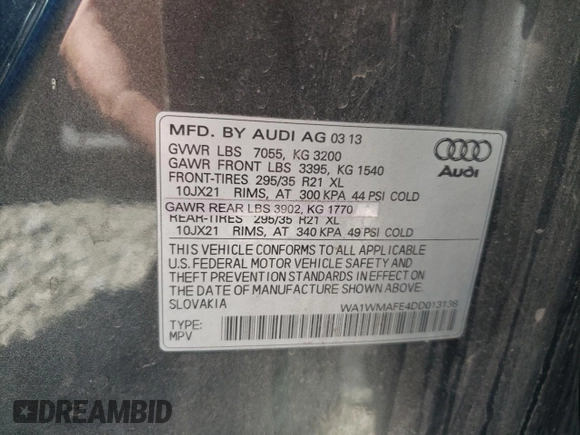 MFD. BY AUDI AG 03 13
GVWR LBS 7055, KG 3200
GAWR FRONT LBS 3395, KG 1540
FRONT-TIRES 295/35 R21 XL
10JX21 RIMS, AT 300 KPA 44 PSI COLD
GAWR REAR LBS 3902, KG 1770
REAR-TIRES 295/35 R21 XL
10JX21 RIMS, AT 340 KPA 49 PSI COLD
THIS VEHICLE CONFORMS TO ALL APPLICABLE
U.S. FEDERAL MOTOR VEHICLE SAFETY AND
THEFT PREVENTION STANDARDS IN EFFECT ON
THE DATE OF MANUFACTURE SHOWN ABOVE.
SLOVAKIA
WA1WMAFE4DD013138
TYPE:
MPV
Audi
DREAMBID